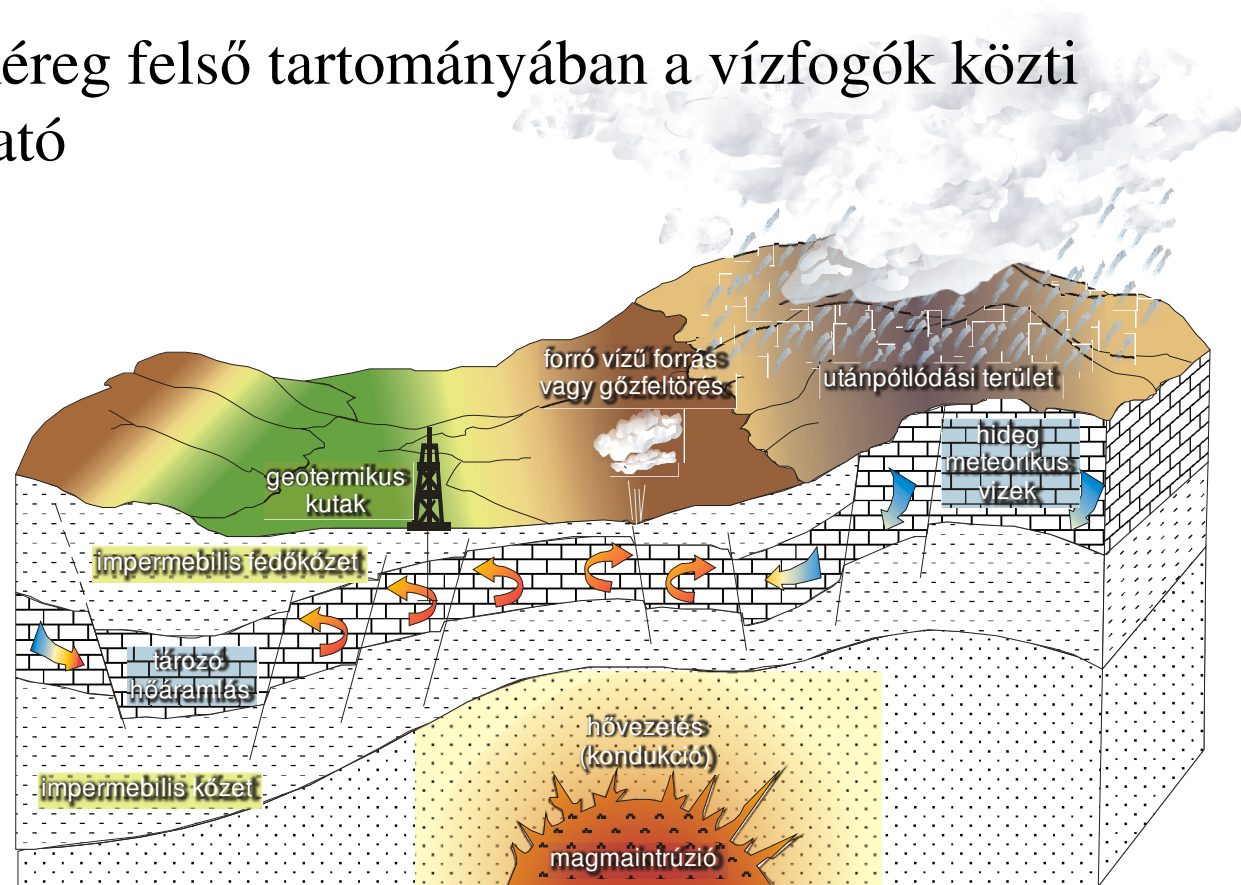 éreg felső tartományában a vízfogók közti
ató
forró vízű forrás
vagy gőzfeltörés
utánpótlódási terület
hideg
meteorikus
vizek
geotermikus
kutak
impermebilis fedőkőzet
tározó
hőáramlás
hővezetés
(kondukció)
impermebilis kőzet
magmaintrúzió